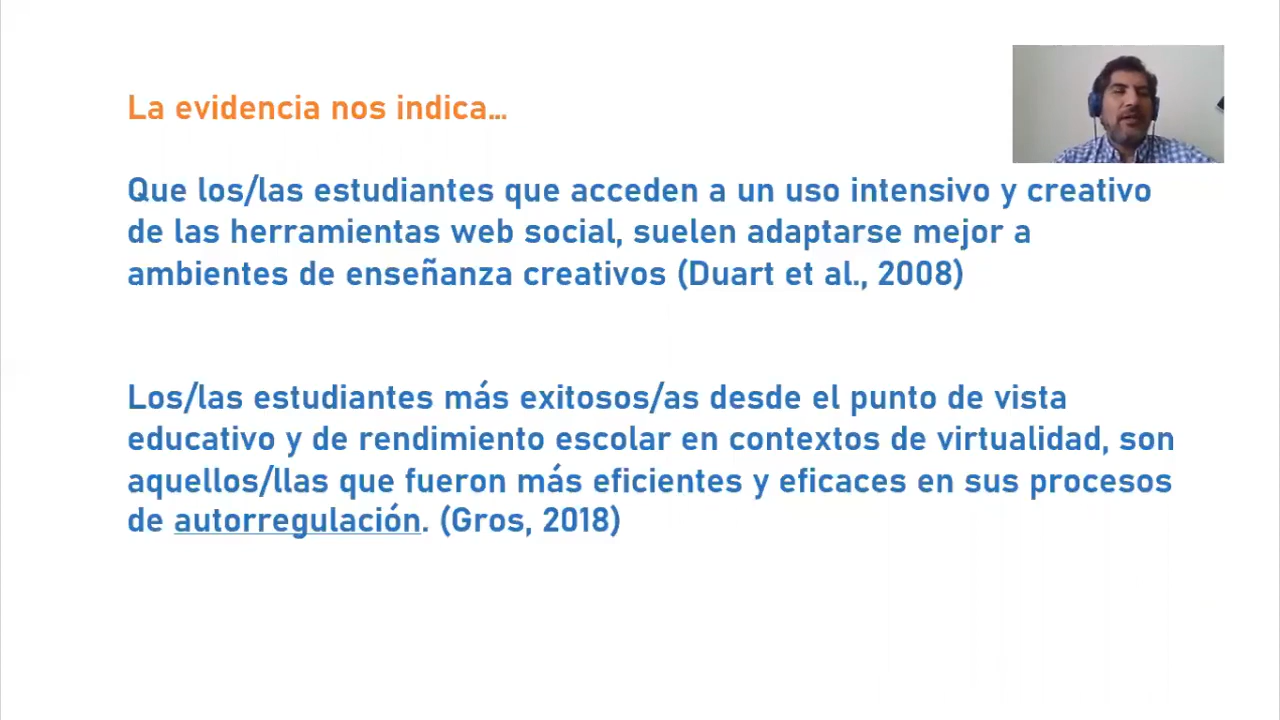 La evidencia nos indica...
Que los/las estudiantes que acceden a un uso intensivo y creativo
de las herramientas web social, suelen adaptarse mejor a
ambientes de enseñanza creativos (Duart et al., 2008)
Los/las estudiantes más exitosos/as desde el punto de vista
educativo y de rendimiento escolar en contextos de virtualidad, son
aquellos/llas que fueron más eficientes y eficaces en sus procesos
de autorregulación. (Gros, 2018)